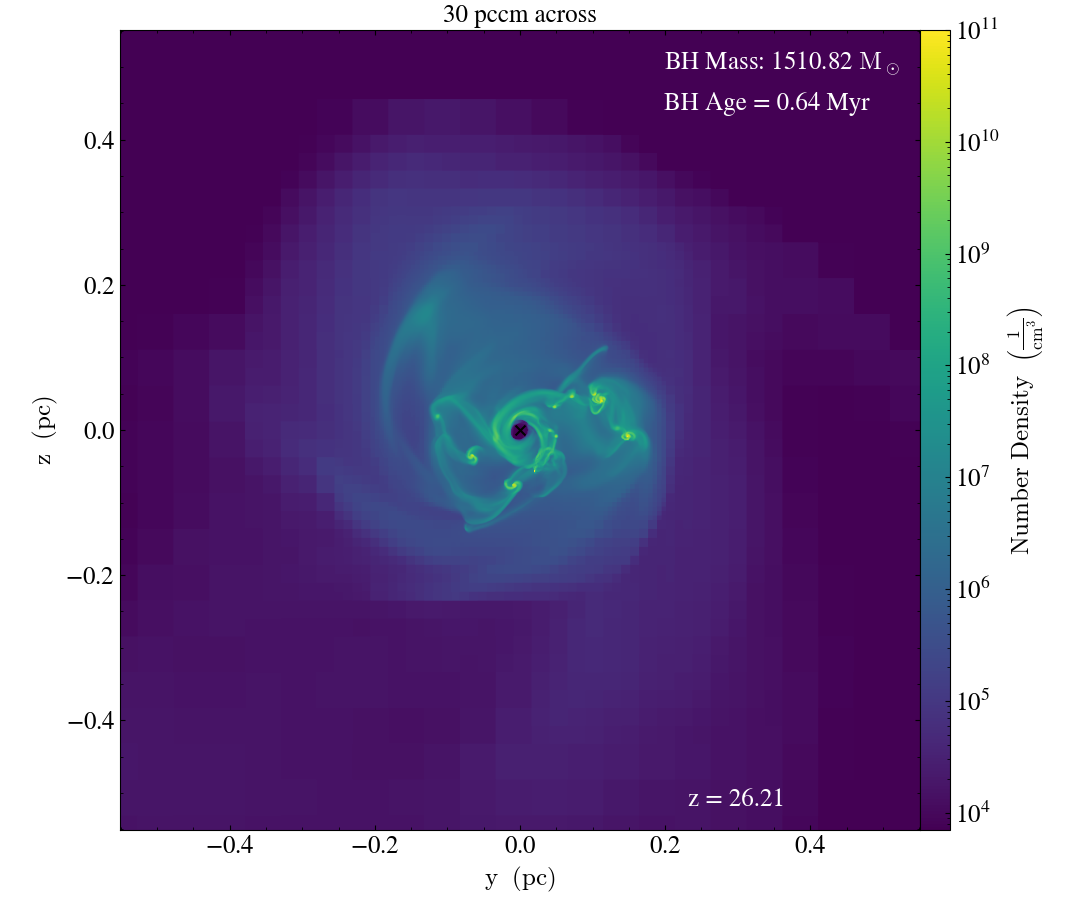 30 pccm across
BH Mass: 1510.82 M⊙
BH Age = 0.64 Myr
z = 26.21
0.4
0.2
0.0
−0.2
−0.4
z (pc)
−0.4
−0.2
0.0
0.2
0.4
y (pc)
10¹¹
10¹⁰
10⁹
10⁸
10⁷
10⁶
10⁵
10⁴
Number Density (1/cm³)